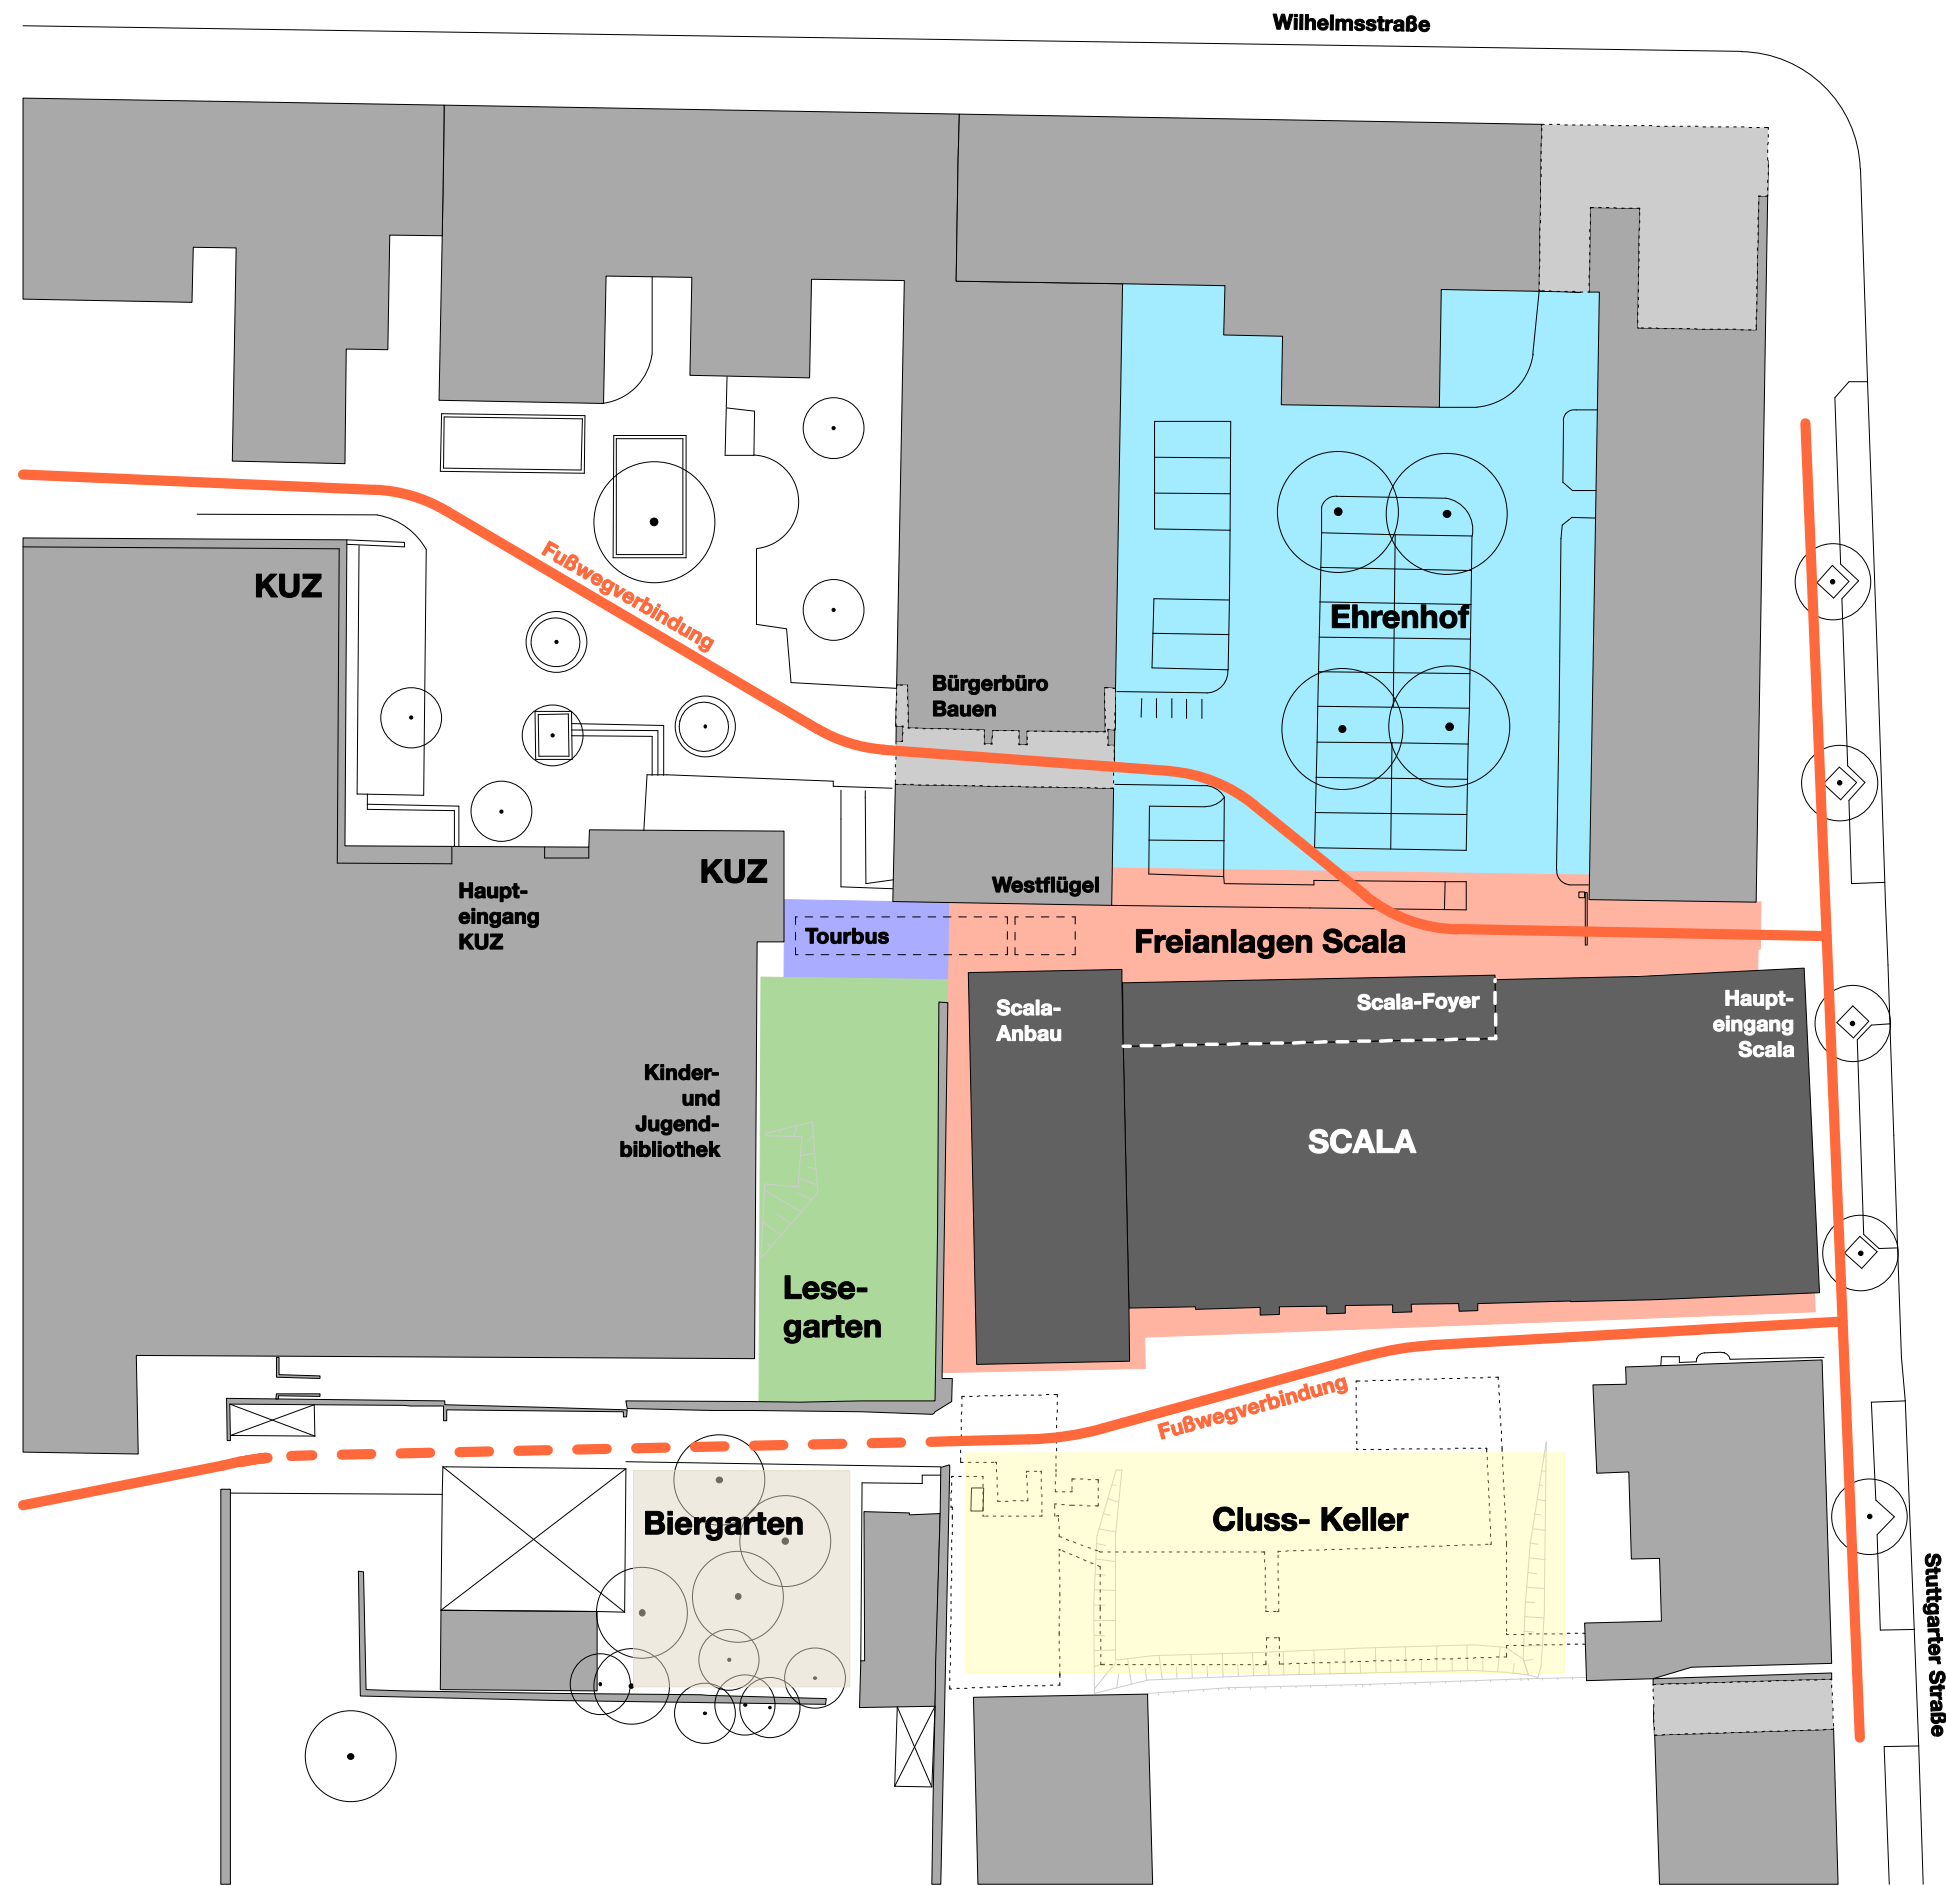 Wilhelmsstraße
KUZ
Fußwegverbindung
Ehrenhof
Bürgerbüro
Bauen
KUZ
Westflügel
Haupt-
eingang
KUZ
Tourbus
Freianlagen Scala
Scala-
Anbau
Scala-Foyer
Haupt-
eingang
Scala
Kinder-
und
Jugend-
bibliothek
SCALA
Lese-
garten
Fußwegverbindung
Biergarten
Cluss- Keller
Stuttgarter Straße